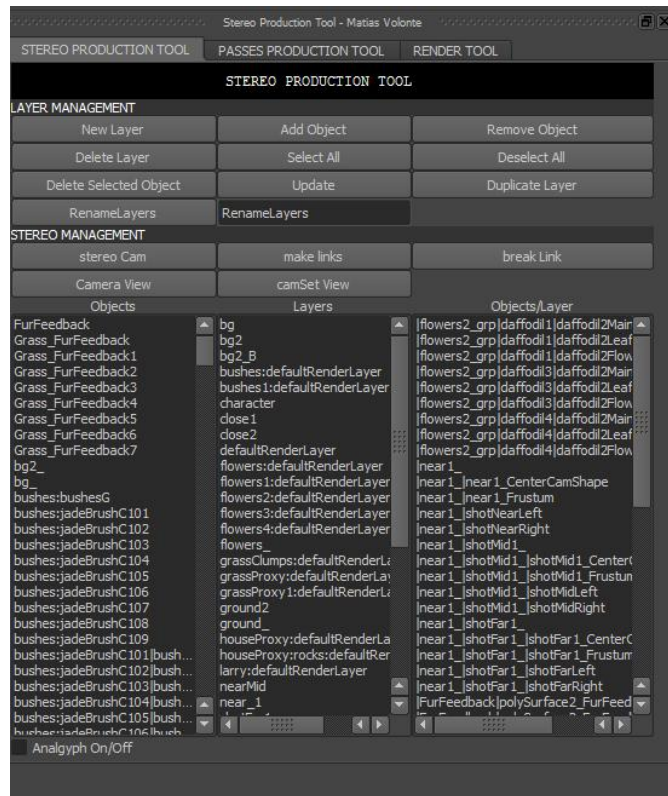 Stereo Production Tool - Matias Volonte
STEREO PRODUCTION TOOL PASSES PRODUCTION TOOL RENDER TOOL
STEREO PRODUCTION TOOL
LAYER MANAGEMENT
New Layer Add Object Remove Object
Delete Layer Select All Deselect All
Delete Selected Object Update Duplicate Layer
RenameLayers RenameLayers
STEREO MANAGEMENT
stereo Cam make links break Link
Camera View camSet View
Objects Layers Objects/Layer
FurFeedback
Grass_FurFeedback
Grass_FurFeedback1
Grass_FurFeedback2
Grass_FurFeedback3
Grass_FurFeedback4
Grass_FurFeedback5
Grass_FurFeedback6
Grass_FurFeedback7
bg2_
bg_
bushes:bushesG
bushes:jadeBrushC101
bushes:jadeBrushC102
bushes:jadeBrushC103
bushes:jadeBrushC104
bushes:jadeBrushC105
bushes:jadeBrushC106
bushes:jadeBrushC107
bushes:jadeBrushC108
bushes:jadeBrushC109
bushes:jadeBrushC101|bush...
bushes:jadeBrushC102|bush...
bushes:jadeBrushC103|bush...
bushes:jadeBrushC104|bush...
bushes:jadeBrushC105|bush...
bushes:jadeBrushC106|bush
bg
bg2
bg2_B
bushes:defaultRenderLayer
bushes1:defaultRenderLayer
character
close1
close2
defaultRenderLayer
flowers:defaultRenderLayer
flowers1:defaultRenderLayer
flowers2:defaultRenderLayer
flowers3:defaultRenderLayer
flowers4:defaultRenderLayer
flowers_
grassClumps:defaultRenderLa
grassProxy:defaultRenderLay
grassProxy1:defaultRenderLa
ground2
ground_
houseProxy:defaultRenderLa
houseProxy:rocks:defaultRer
larry:defaultRenderLayer
nearMid
near_1
|flowers2_grp|daffodil1|daffodil2Mair
|flowers2_grp|daffodil1|daffodil2Leaf
|flowers2_grp|daffodil1|daffodil2Flow
|flowers2_grp|daffodil3|daffodil2Mair
|flowers2_grp|daffodil3|daffodil2Leaf
|flowers2_grp|daffodil3|daffodil2Flow
|flowers2_grp|daffodil4|daffodil2Mair
|flowers2_grp|daffodil4|daffodil2Leaf
|flowers2_grp|daffodil4|daffodil2Flow
|near1_
|near1_|near1_CenterCamShape
|near1_|near1_Frustum
|near1_|shotNearLeft
|near1_|shotNearRight
|near1_|shotMid1_
|near1_|shotMid1_|shotMid1_Center(
|near1_|shotMid1_|shotMid1_Frustun
|near1_|shotMid1_|shotMidLeft
|near1_|shotMid1_|shotMidRight
|near1_|shotFar1_
|near1_|shotFar1_|shotFar1_CenterC
|near1_|shotFar1_|shotFar1_Frustum
|near1_|shotFar1_|shotFarLeft
|near1_|shotFar1_|shotFarRight
|FurFeedback|polySurface2_FurFeed
Analgyph On/Off